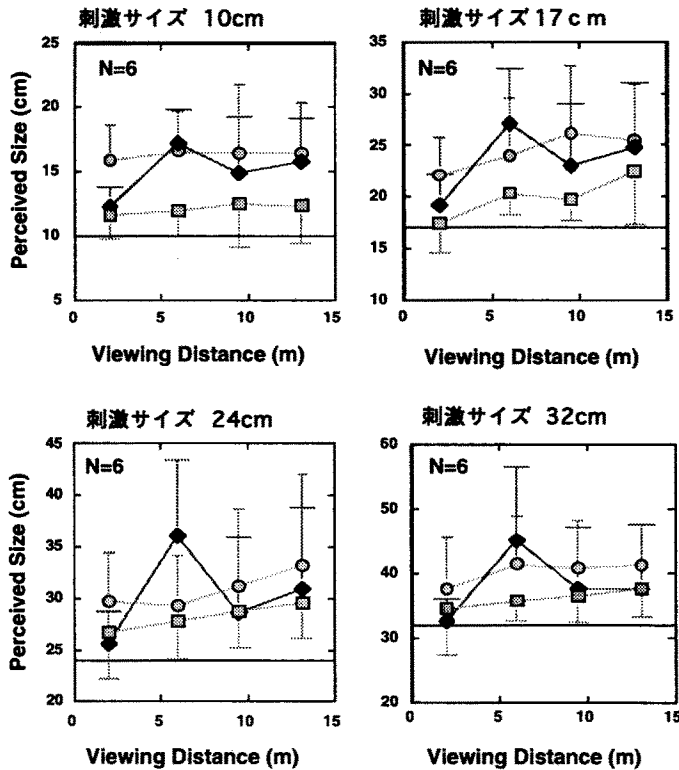 刺激サイズ 10cm
N=6
Perceived Size (cm)
20
15
10
5
0
5
10
15
Viewing Distance (m)
刺激サイズ 17cm
N=6
35
30
25
20
15
10
0
5
10
15
Viewing Distance (m)
刺激サイズ 24cm
N=6
Perceived Size (cm)
45
40
35
30
25
20
0
5
10
15
Viewing Distance (m)
刺激サイズ 32cm
N=6
60
50
40
30
20
0
5
10
15
Viewing Distance (m)